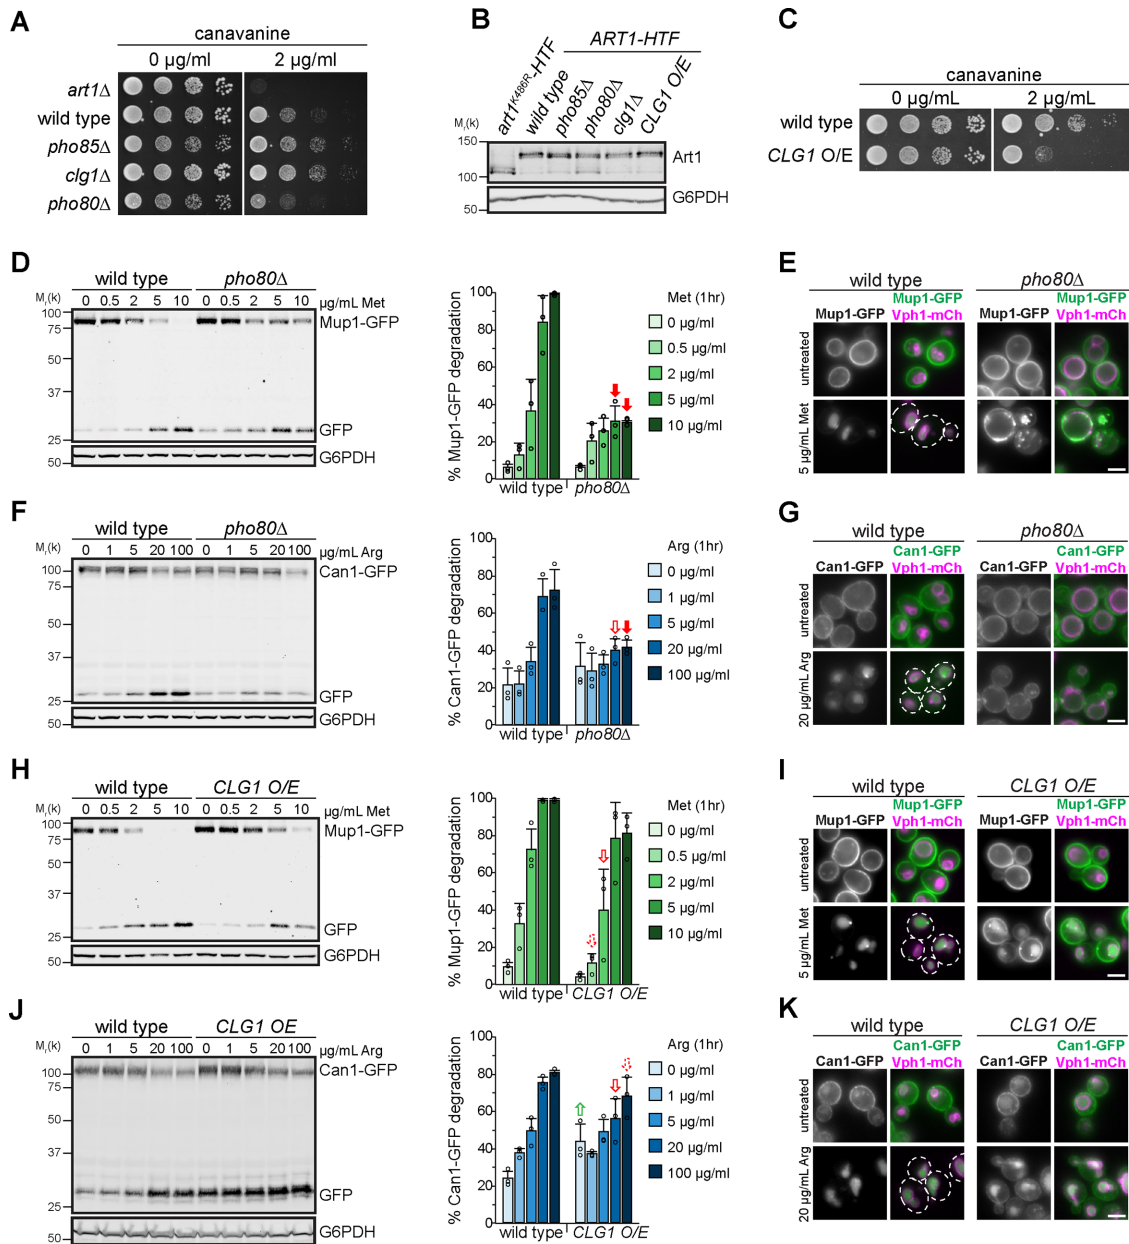 A
canavanine
0 µg/ml 2 µg/ml
art1Δ
wild type
pho85Δ
clg1Δ
pho80Δ
B
ART1-HTF
art1K486R-HTF
wild type
pho85Δ
pho80Δ
clg1Δ
CLG1 O/E
Mr(k)
150
100
50
Art1
G6PDH
C
canavanine
0 µg/mL 2 µg/mL
wild type
CLG1 O/E
D
wild type pho80Δ
Mr(k) 0 0.5 2 5 10 0 0.5 2 5 10 µg/mL Met
100
75
50
37
25
50
Mup1-GFP
GFP
G6PDH
% Mup1-GFP degradation
100
80
60
40
20
0
wild type pho80Δ
Met (1hr)
0 µg/ml
0.5 µg/ml
2 µg/ml
5 µg/ml
10 µg/ml
E
wild type pho80Δ
Mup1-GFP Mup1-GFP Vph1-mCh Mup1-GFP Mup1-GFP Vph1-mCh
untreated
5 µg/mL Met
F
wild type pho80Δ
Mr(k) 0 1 5 20 100 0 1 5 20 100 µg/mL Arg
100
75
50
37
25
50
Can1-GFP
GFP
G6PDH
% Can1-GFP degradation
100
80
60
40
20
0
wild type pho80Δ
Arg (1hr)
0 µg/ml
1 µg/ml
5 µg/ml
20 µg/ml
100 µg/ml
G
wild type pho80Δ
Can1-GFP Can1-GFP Vph1-mCh Can1-GFP Can1-GFP Vph1-mCh
untreated
20 µg/mL Arg
H
wild type CLG1 O/E
Mr(k) 0 0.5 2 5 10 0 0.5 2 5 10 µg/mL Met
100
75
50
37
25
50
Mup1-GFP
GFP
G6PDH
% Mup1-GFP degradation
100
80
60
40
20
0
wild type CLG1 O/E
Met (1hr)
0 µg/ml
0.5 µg/ml
2 µg/ml
5 µg/ml
10 µg/ml
I
wild type CLG1 O/E
Mup1-GFP Mup1-GFP Vph1-mCh Mup1-GFP Mup1-GFP Vph1-mCh
untreated
5 µg/mL Met
J
wild type CLG1 OE
Mr(k) 0 1 5 20 100 0 1 5 20 100 µg/mL Arg
100
75
50
37
25
50
Can1-GFP
GFP
G6PDH
% Can1-GFP degradation
100
80
60
40
20
0
wild type CLG1 O/E
Arg (1hr)
0 µg/ml
1 µg/ml
5 µg/ml
20 µg/ml
100 µg/ml
K
wild type CLG1 O/E
Can1-GFP Can1-GFP Vph1-mCh Can1-GFP Can1-GFP Vph1-mCh
untreated
20 µg/mL Arg